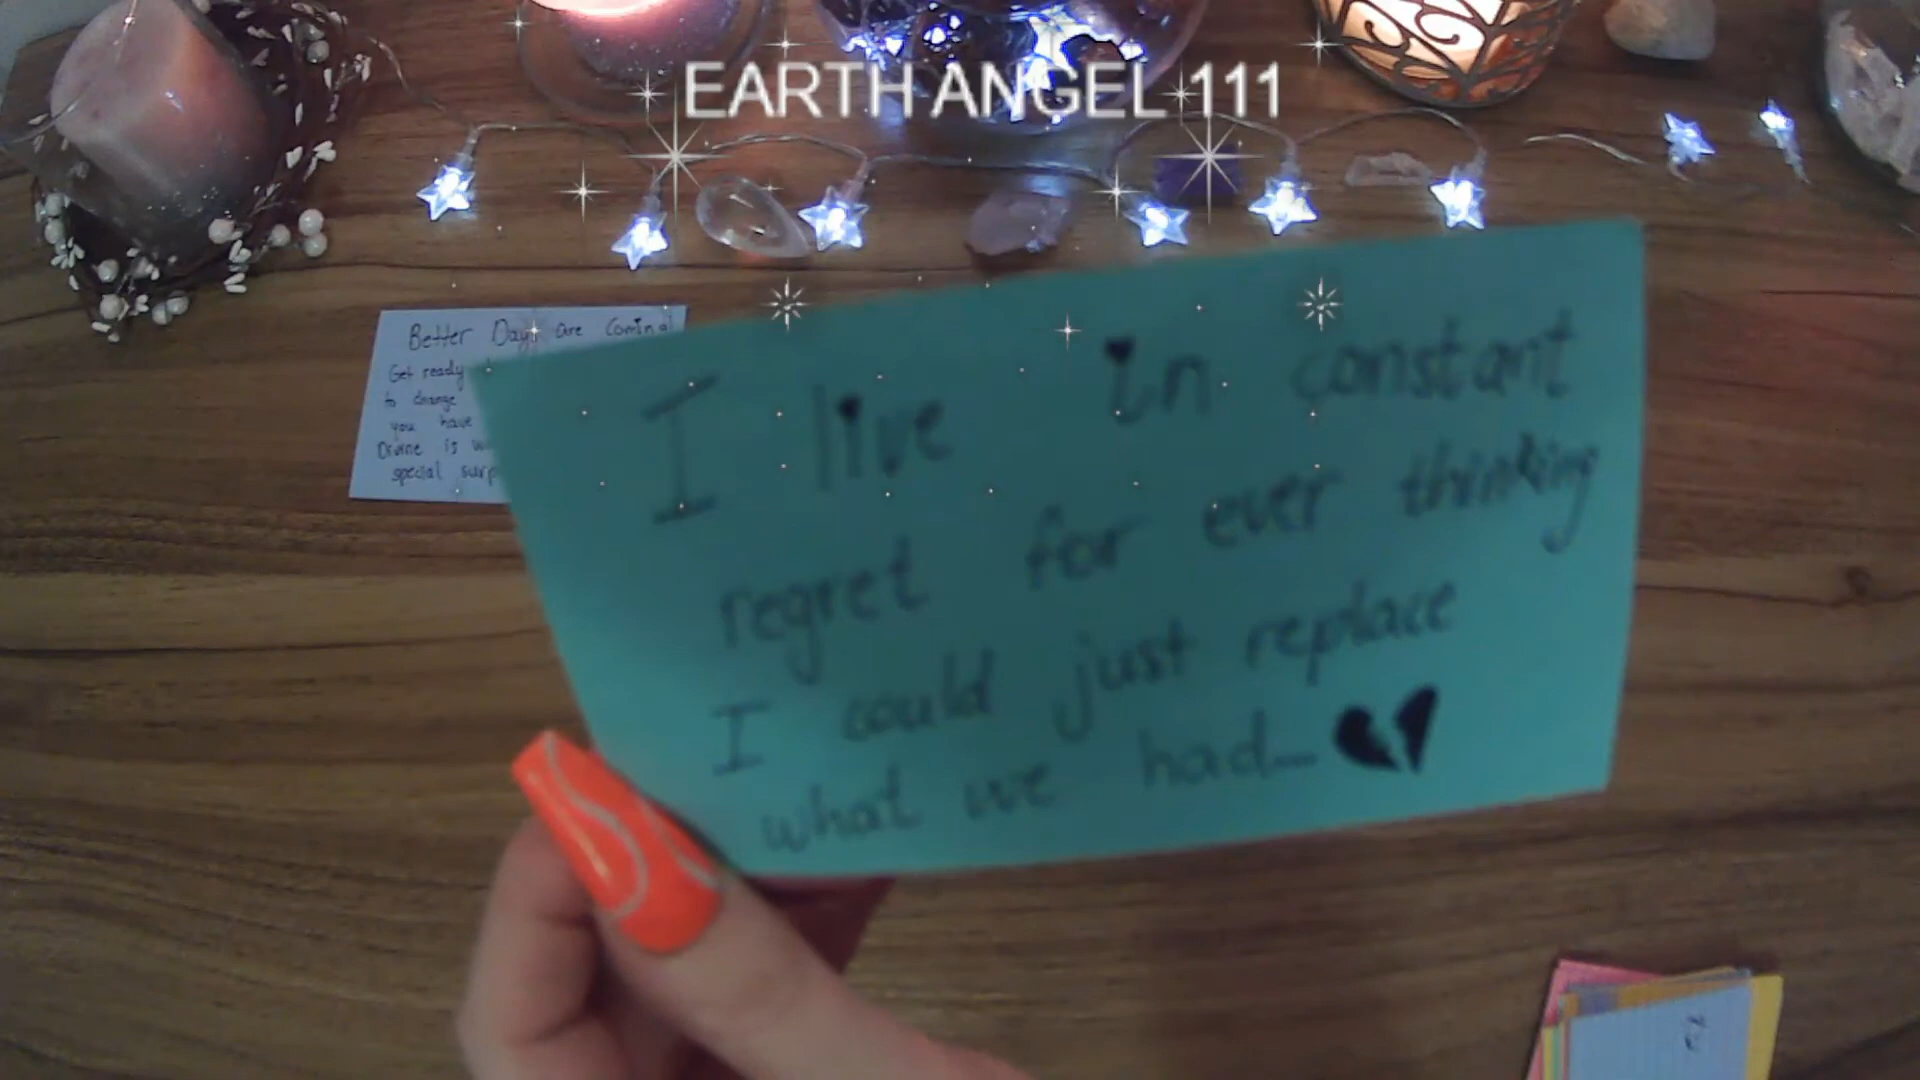 EARTH ANGEL 111
Better Days are Coming!
Get ready
to change
you have
Divine is
special
I live in constant
regret for ever thinking
I could just replace
what we had...